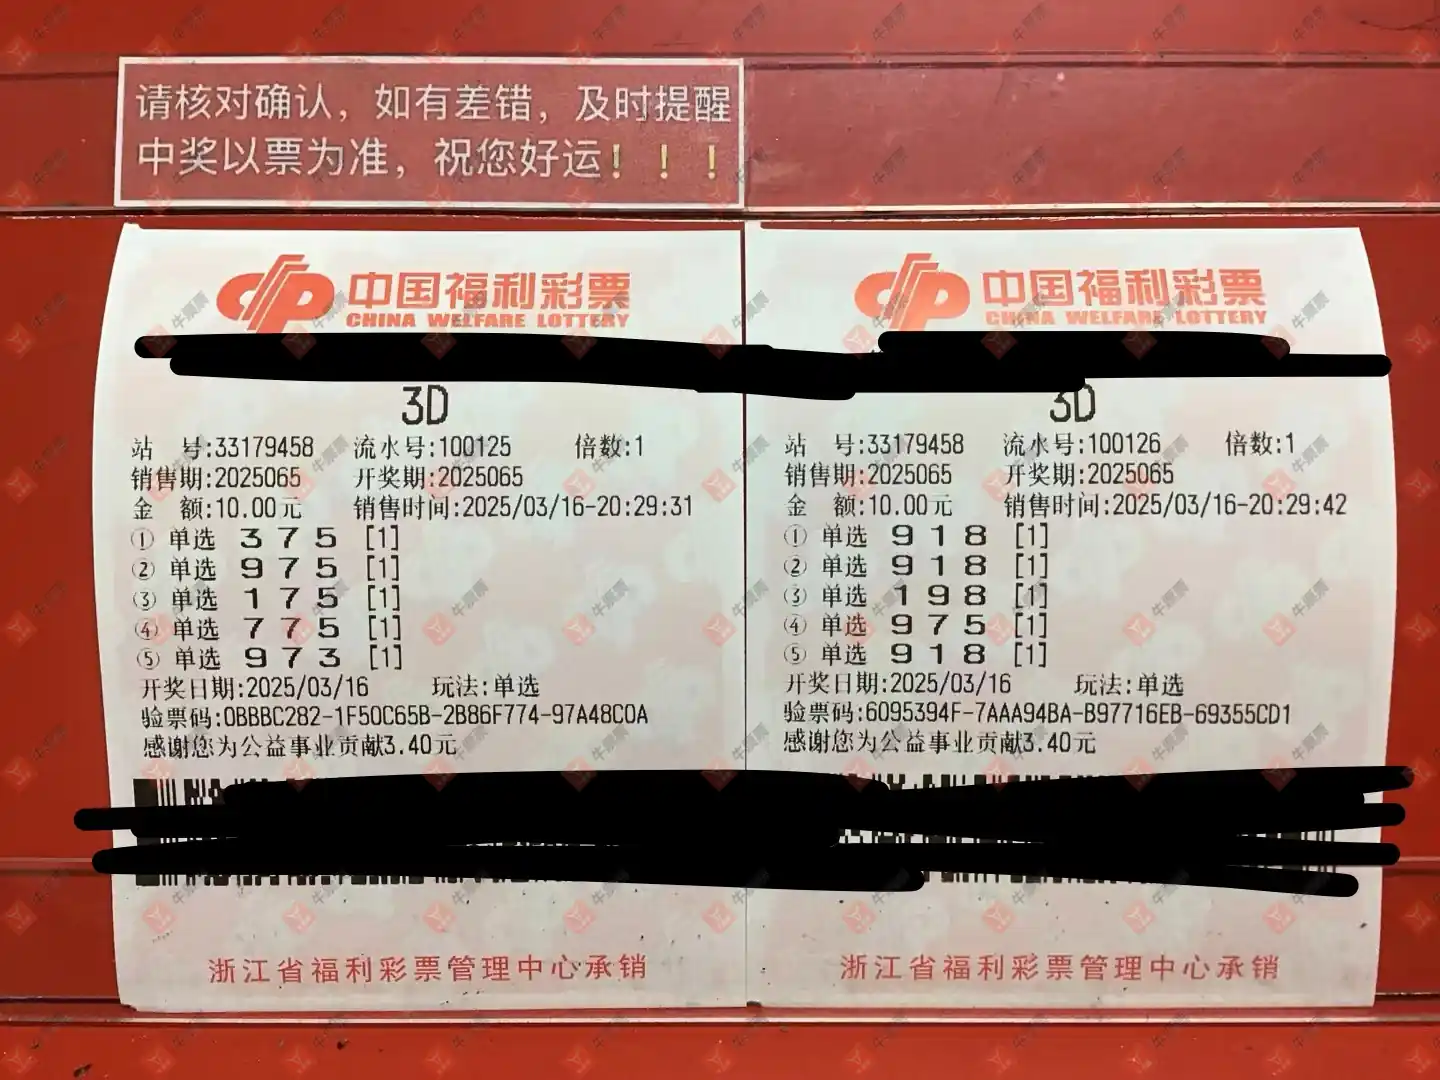 请核对确认，如有差错，及时提醒
中奖以票为准，祝您好运！！！
中国福利彩票
CHINA WELFARE LOTTERY
3D
站 号:33179458 流水号:100125 倍数:1
销售期:2025065 开奖期:2025065
金 额:10.00元 销售时间:2025/03/16-20:29:31
① 单选 3 7 5 [1]
② 单选 9 7 5 [1]
③ 单选 1 7 5 [1]
④ 单选 7 7 5 [1]
⑤ 单选 9 7 3 [1]
开奖日期:2025/03/16 玩法:单选
验票码:0BBBC282-1F50C65B-2B86F774-97A48C0A
感谢您为公益事业贡献3.40元
浙江省福利彩票管理中心承销
中国福利彩票
CHINA WELFARE LOTTERY
3D
站 号:33179458 流水号:100126 倍数:1
销售期:2025065 开奖期:2025065
金 额:10.00元 销售时间:2025/03/16-20:29:42
① 单选 9 1 8 [1]
② 单选 9 1 8 [1]
③ 单选 1 9 8 [1]
④ 单选 9 7 5 [1]
⑤ 单选 9 1 8 [1]
开奖日期:2025/03/16 玩法:单选
验票码:6095394F-7AAA94BA-B97716EB-69355CD1
感谢您为公益事业贡献3.40元
浙江省福利彩票管理中心承销
牛票票